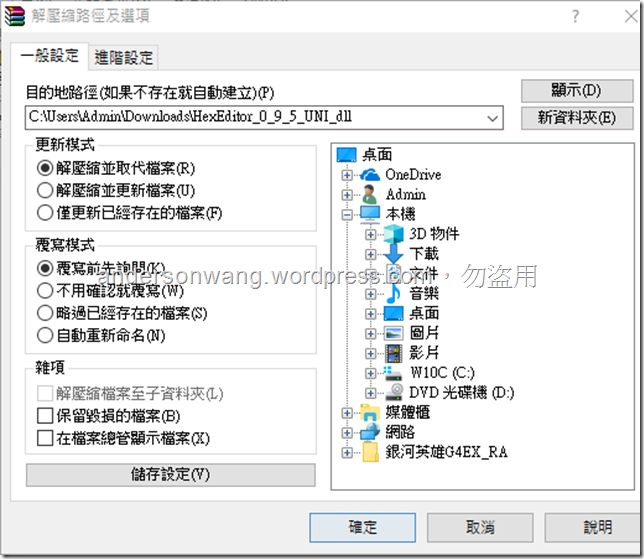 解壓縮路徑及選項
一般設定 進階設定
目的地路徑(如果不存在就自動建立)(P)
C:\Users\Admin\Downloads\HexEditor_0_9_5_UNI_dll
顯示(D)
新資料夾(E)
更新模式
解壓縮並取代檔案(R)
解壓縮並更新檔案(U)
僅更新已經存在的檔案(F)
覆寫模式
覆寫前先詢問(K)
不用確認就覆寫(W)
略過已經存在的檔案(S)
自動重新命名(N)
雜項
解壓縮檔案至子資料夾(L)
保留毀損的檔案(B)
在檔案總管顯示檔案(X)
儲存設定(V)
桌面
OneDrive
Admin
本機
3D 物件
下載
文件
音樂
桌面
圖片
影片
W10C (C:)
DVD 光碟機 (D:)
媒體櫃
網路
銀河英雄G4EX_RA
andersonwang.wordpress.com,勿盜用
確定 取消 說明